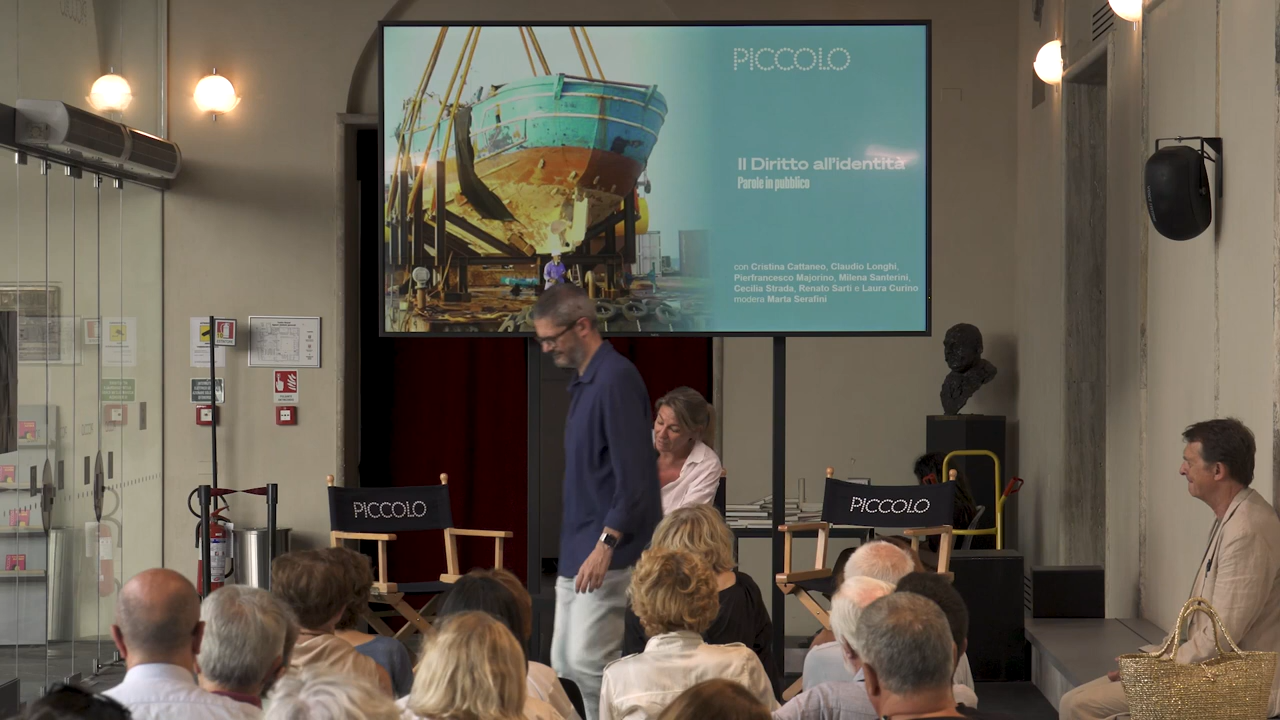 PICCOLO
Il Diritto all'identità
Parole in pubblico
con Cristina Cattaneo, Claudio Longhi,
Pierfrancesco Majorino, Milena Santerini,
Cecilia Strada, Renato Sarti e Laura Curino
modera Marta Serafini
PICCOLO
PICCOLO